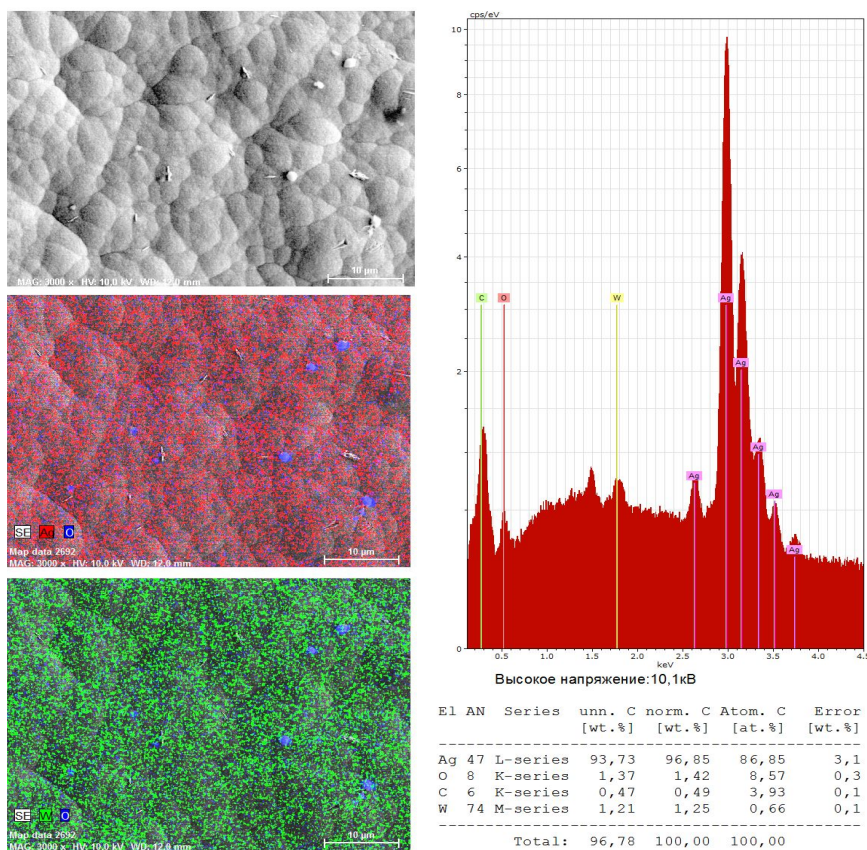 MAG: 3000 x HV: 10.0 kV WD: 12.0 mm
10 µm
SE Ag O
Map data 2692
MAG: 3000 x HV: 10.0 kV WD: 12.0 mm
10 µm
SE W O
Map data 2692
MAG: 3000 x HV: 10.0 kV WD: 12.0 mm
10 µm
cps/eV
10
8
6
4
2
0
C O W Ag
Ag
Ag Ag
Ag
Ag
0.5 1.0 1.5 2.0 2.5 3.0 3.5 4.0 4.5
keV
Высокое напряжение:10,1кВ
El AN Series unn. C norm. C Atom. C Error
[wt.%] [wt.%] [at.%] [wt.%]
Ag 47 L-series 93,73 96,85 86,85 3,1
O 8 K-series 1,37 1,42 8,57 0,3
C 6 K-series 0,47 0,49 3,93 0,1
W 74 M-series 1,21 1,25 0,66 0,1
Total: 96,78 100,00 100,00